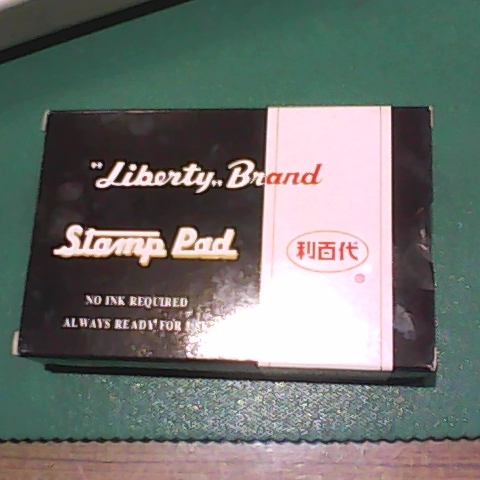 "Liberty„ Brand
Stamp Pad
利百代
®
NO INK REQUIRED
ALWAYS READY FOR